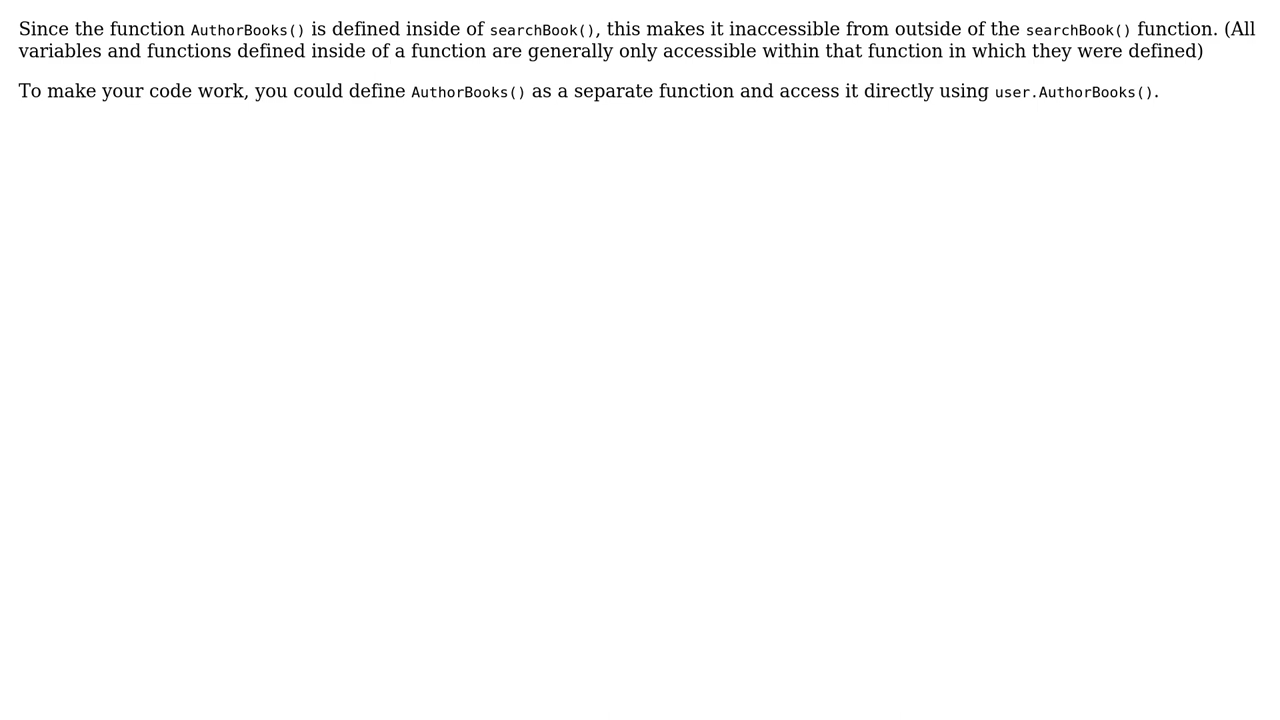 Since the function AuthorBooks() is defined inside of searchBook(), this makes it inaccessible from outside of the searchBook() function. (All
variables and functions defined inside of a function are generally only accessible within that function in which they were defined)
To make your code work, you could define AuthorBooks() as a separate function and access it directly using user.AuthorBooks().